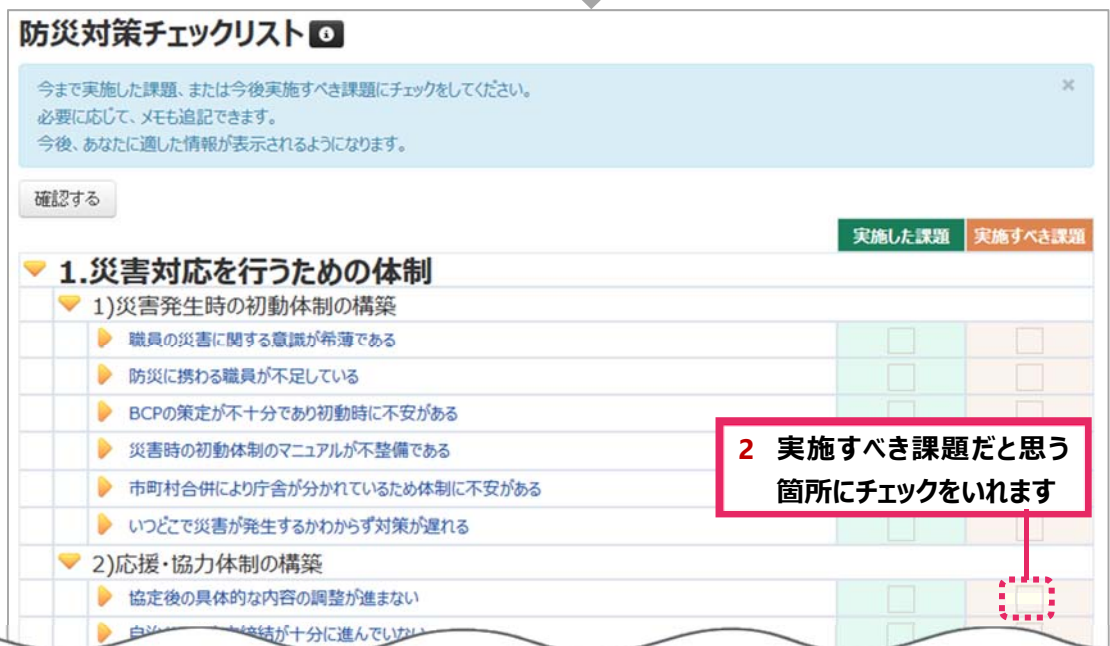 防災対策チェックリスト
今まで実施した課題、または今後実施すべき課題にチェックをしてください。
必要に応じて、メモも追記できます。
今後、あなたに適した情報が表示されるようになります。
×
確認する
実施した課題 実施すべき課題
1.災害対応を行うための体制
1)災害発生時の初動体制の構築
職員の災害に関する意識が希薄である
防災に携わる職員が不足している
BCPの策定が不十分であり初動時に不安がある
災害時の初動体制のマニュアルが不整備である
市町村合併により庁舎が分かれているため体制に不安がある
いつどこで災害が発生するかわからず対策が遅れる
2 実施すべき課題だと思う
箇所にチェックをいれます
2)応援・協力体制の構築
協定後の具体的な内容の調整が進まない
締結が十分に進んでいない